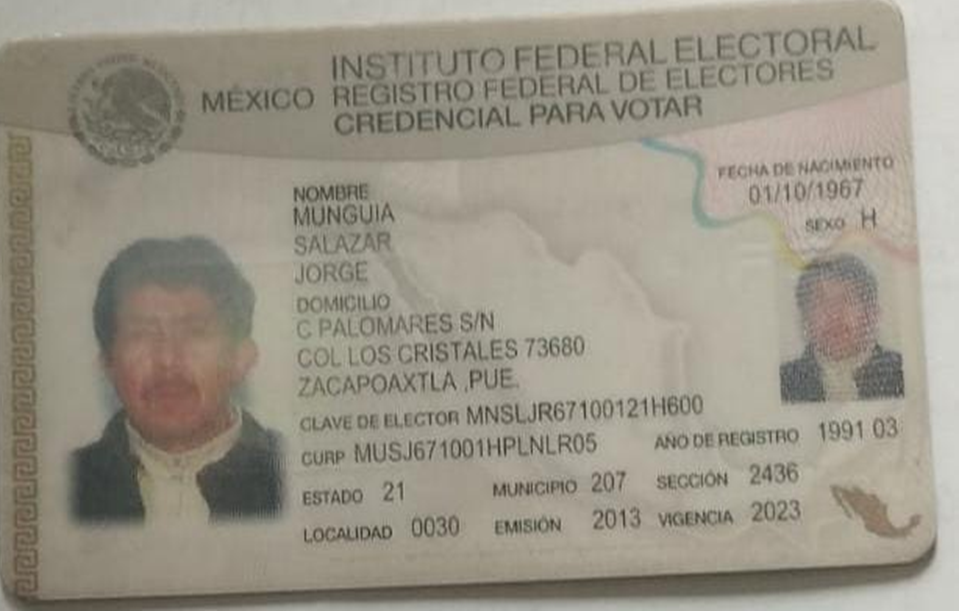 MÉXICO
INSTITUTO FEDERAL ELECTORAL
REGISTRO FEDERAL DE ELECTORES
CREDENCIAL PARA VOTAR
FECHA DE NACIMIENTO
01/10/1967
SEXO H
NOMBRE
MUNGUIA
SALAZAR
JORGE
DOMICILIO
C PALOMARES S/N
COL LOS CRISTALES 73680
ZACAPOAXTLA ,PUE.
CLAVE DE ELECTOR MNSLJR67100121H600
CURP MUSJ671001HPLNLR05 AÑO DE REGISTRO 1991 03
ESTADO 21 MUNICIPIO 207 SECCIÓN 2436
LOCALIDAD 0030 EMISIÓN 2013 VIGENCIA 2023